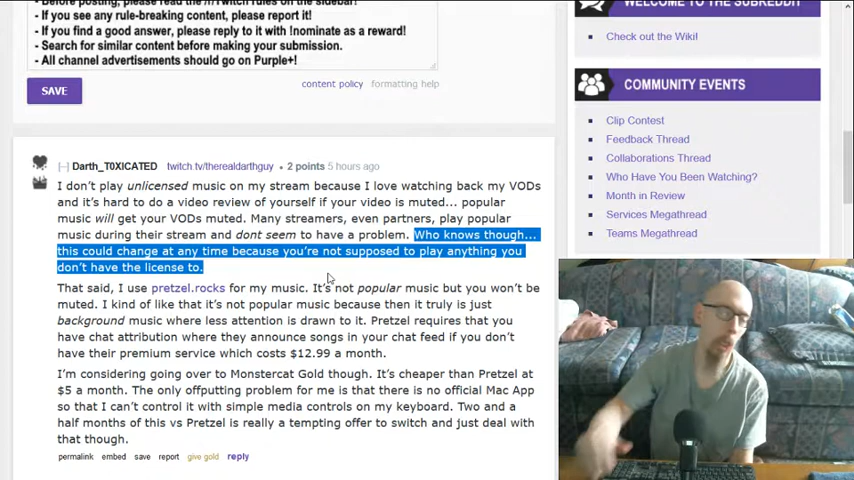 - Before posting, please read the /r/Twitch rules on the sidebar!
- If you see any rule-breaking content, please report it!
- If you find a good answer, please reply to it with !nominate as a reward!
- Search for similar content before making your submission.
- All channel advertisements should go on Purple+!
content policy formatting help
SAVE
[–] Darth_T0XICATED twitch.tv/therealdarthguy • 2 points 5 hours ago
I don't play unlicensed music on my stream because I love watching back my VODs
and it's hard to do a video review of yourself if your video is muted... popular
music will get your VODs muted. Many streamers, even partners, play popular
music during their stream and dont seem to have a problem. Who knows though...
this could change at any time because you're not supposed to play anything you
don't have the license to.
That said, I use pretzel.rocks for my music. It's not popular music but you won't be
muted. I kind of like that it's not popular music because then it truly is just
background music where less attention is drawn to it. Pretzel requires that you
have chat attribution where they announce songs in your chat feed if you don't
have their premium service which costs $12.99 a month.
I'm considering going over to Monstercat Gold though. It's cheaper than Pretzel at
$5 a month. The only offputting problem for me is that there is no official Mac App
so that I can't control it with simple media controls on my keyboard. Two and a
half months of this vs Pretzel is really a tempting offer to switch and just deal with
that though.
permalink embed save report give gold reply
WELCOME TO THE SUBREDDIT
Check out the Wiki!
COMMUNITY EVENTS
Clip Contest
Feedback Thread
Collaborations Thread
Who Have You Been Watching?
Month in Review
Services Megathread
Teams Megathread